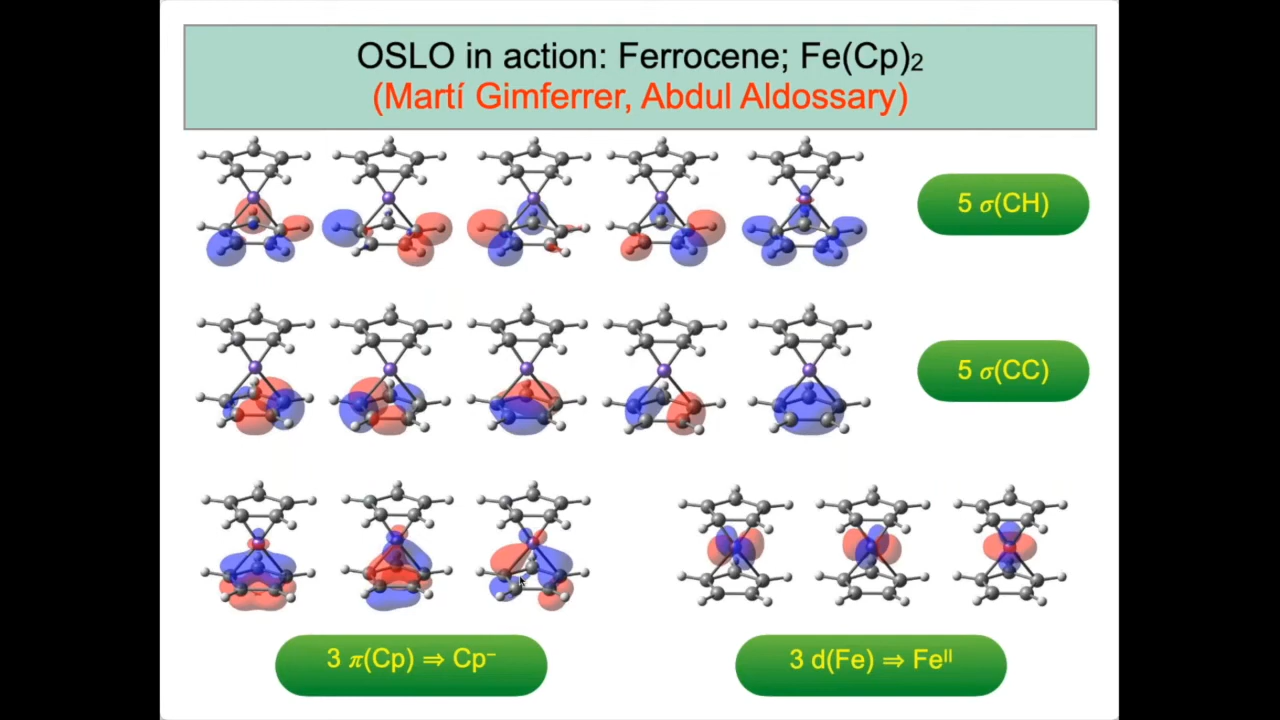 OSLO in action: Ferrocene; Fe(Cp)₂
(Martí Gimferrer, Abdul Aldossary)
5 σ(CH)
5 σ(CC)
3 π(Cp) ⇒ Cp⁻
3 d(Fe) ⇒ Feᴵᴵ